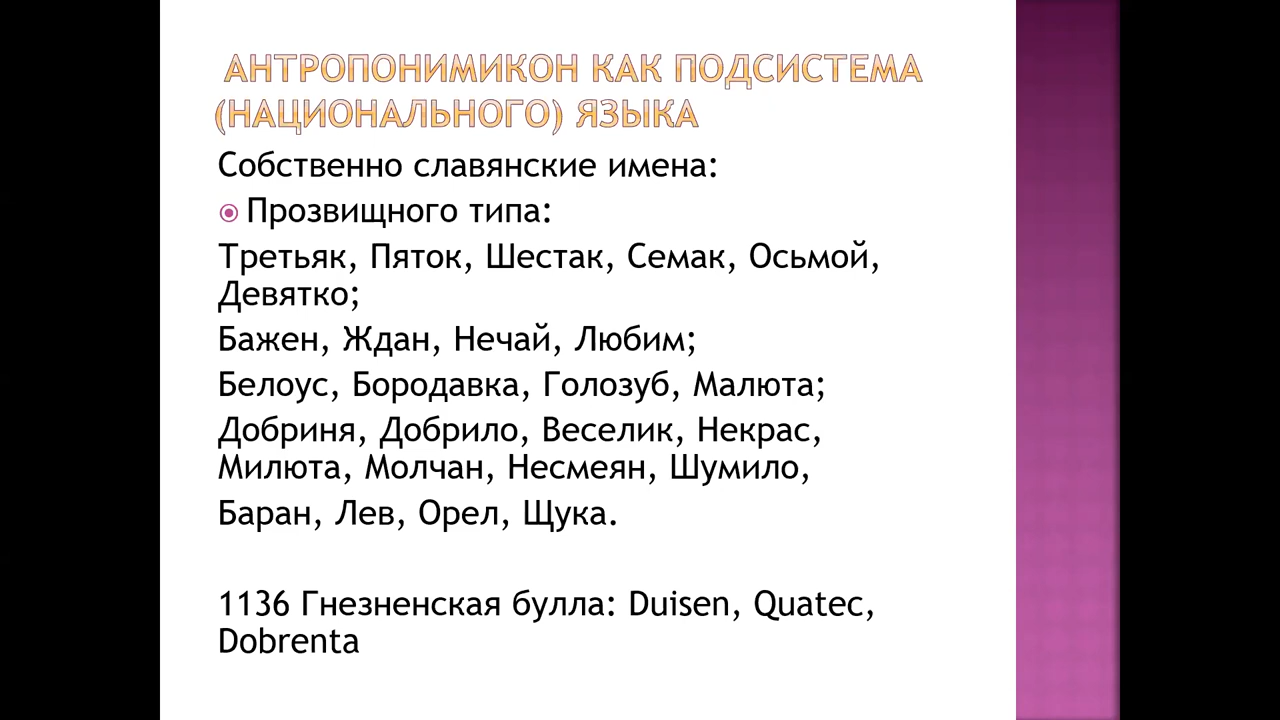 АНТРОПОНИМИКОН КАК ПОДСИСТЕМА
(НАЦИОНАЛЬНОГО) ЯЗЫКА
Собственно славянские имена:
Прозвищного типа:
Третьяк, Пяток, Шестак, Семак, Осьмой,
Девятко;
Бажен, Ждан, Нечай, Любим;
Белоус, Бородавка, Голозуб, Малюта;
Добриня, Добрило, Веселик, Некрас,
Милюта, Молчан, Несмеян, Шумило,
Баран, Лев, Орел, Щука.
1136 Гнезненская булла: Duisen, Quatec,
Dobrenta